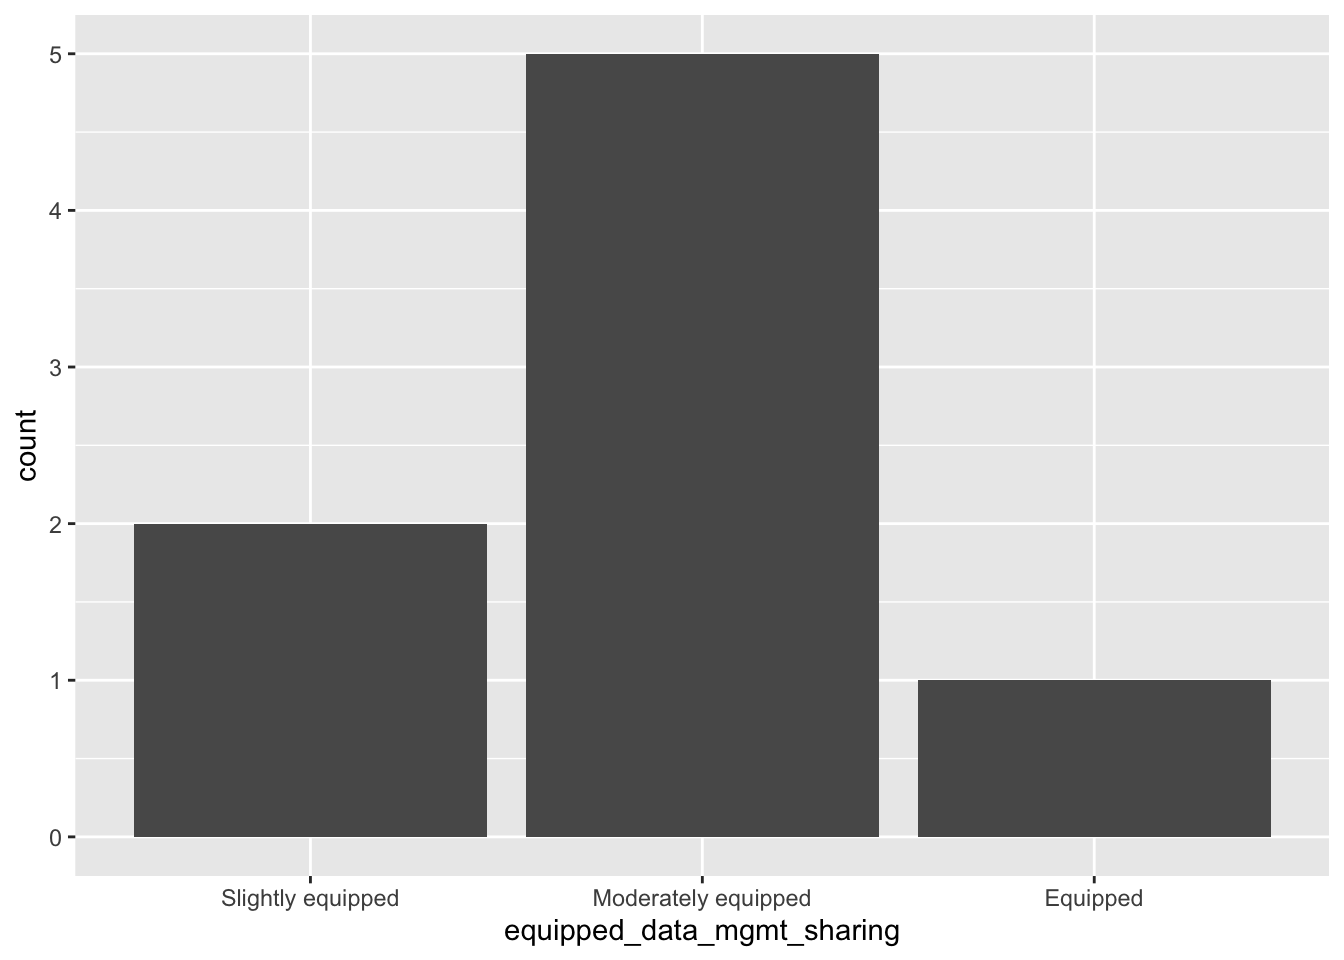 5
4
3
2
1
0
count
Slightly equipped
Moderately equipped
Equipped
equipped_data_mgmt_sharing